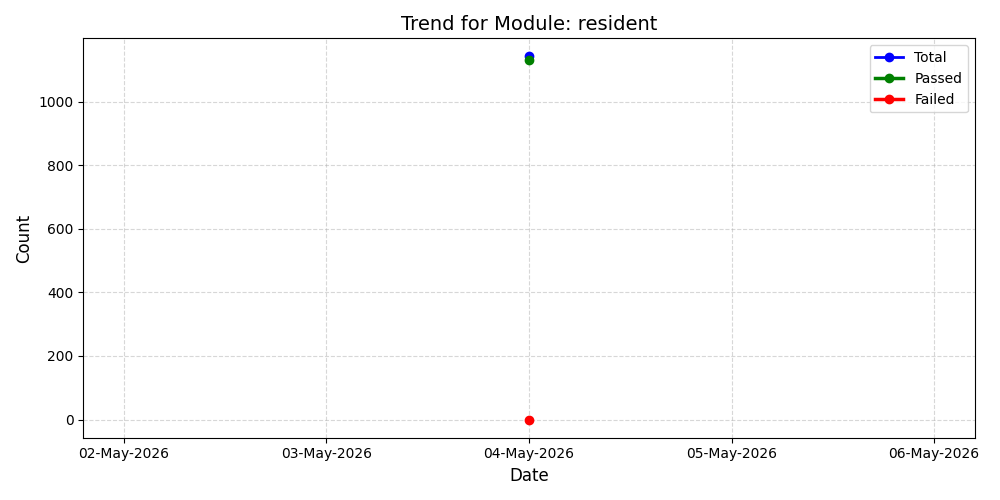 Trend for Module: resident
Total
Passed
Failed
Count
1000
800
600
400
200
0
02-May-2026
03-May-2026
04-May-2026
05-May-2026
06-May-2026
Date